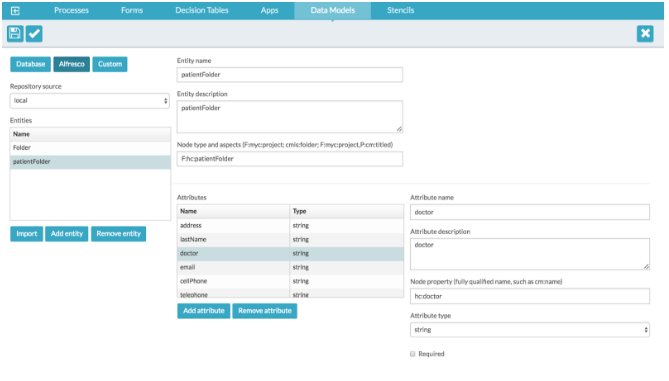 Processes Forms Decision Tables Apps Data Models Stencils
Database Alfresco Custom
Repository source
local
Entities
Name
Folder
patientFolder
Import Add entity Remove entity
Entity name
patientFolder
Entity description
patientFolder
Node type and aspects (F:myc:project; cmis:folder; F:myc:project,P:cm:titled)
F:hc:patientFolder
Attributes
Name Type
address string
lastName string
doctor string
email string
cellPhone string
telephone string
Add attribute Remove attribute
Attribute name
doctor
Attribute description
doctor
Node property (fully qualified name, such as cm:name)
hc:doctor
Attribute type
string
Required